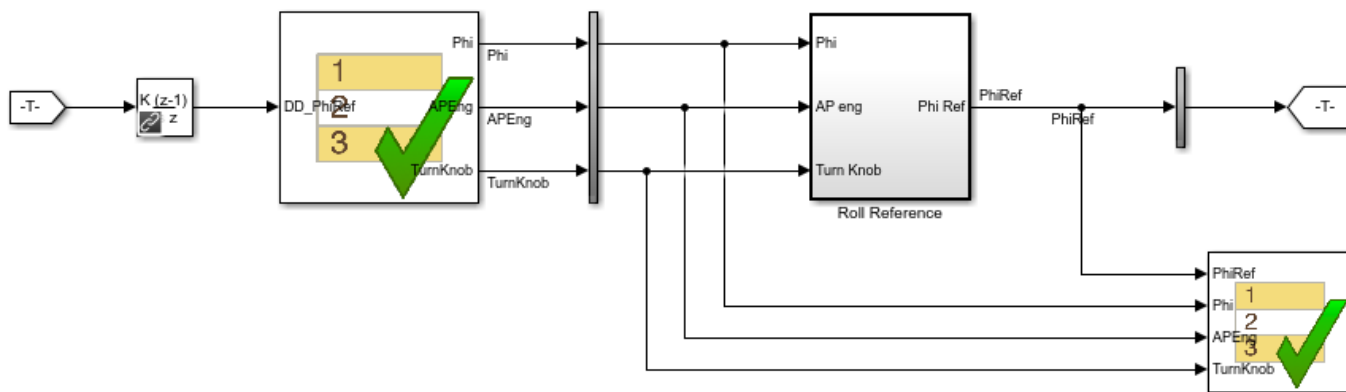 -T-
K (z-1)
z
DD_PhiRef
1
2
3
Phi
APEng
TurnKnob
Phi
APEng
TurnKnob
Phi
AP eng
Turn Knob
Phi Ref
Roll Reference
PhiRef
PhiRef
-T-
PhiRef
Phi
APEng
TurnKnob
1
2
3